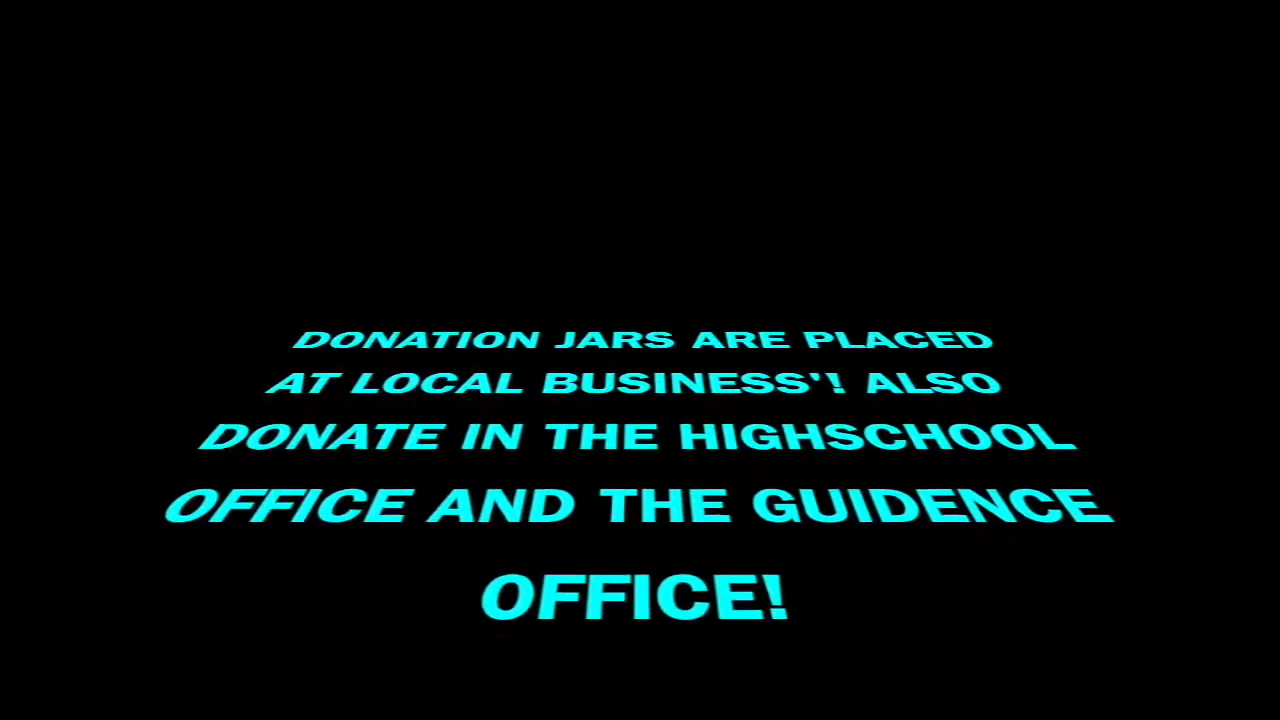 DONATION JARS ARE PLACED
AT LOCAL BUSINESS'! ALSO
DONATE IN THE HIGHSCHOOL
OFFICE AND THE GUIDENCE
OFFICE!